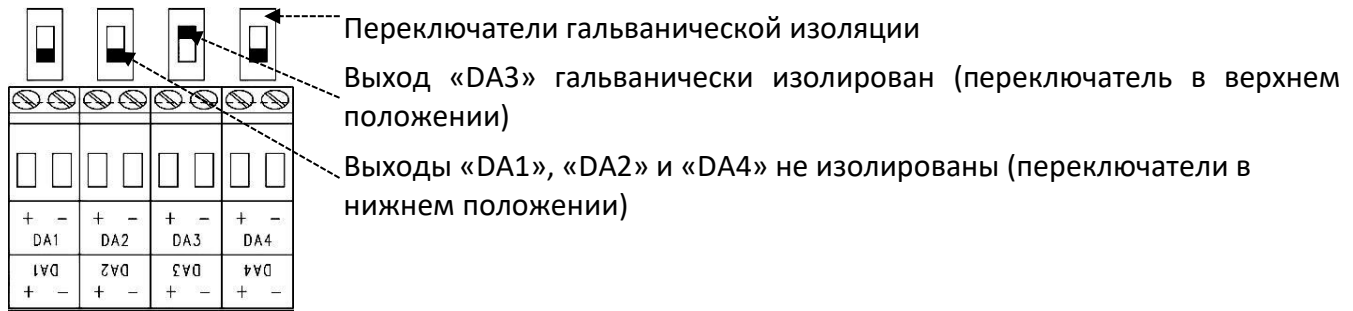 Переключатели гальванической изоляции
Выход «DA3» гальванически изолирован (переключатель в верхнем
положении)
Выходы «DA1», «DA2» и «DA4» не изолированы (переключатели в
нижнем положении)
+ - + - + - + -
DA1 DA2 DA3 DA4
DA1 DA2 DA3 DA4
+ - + - + - + -